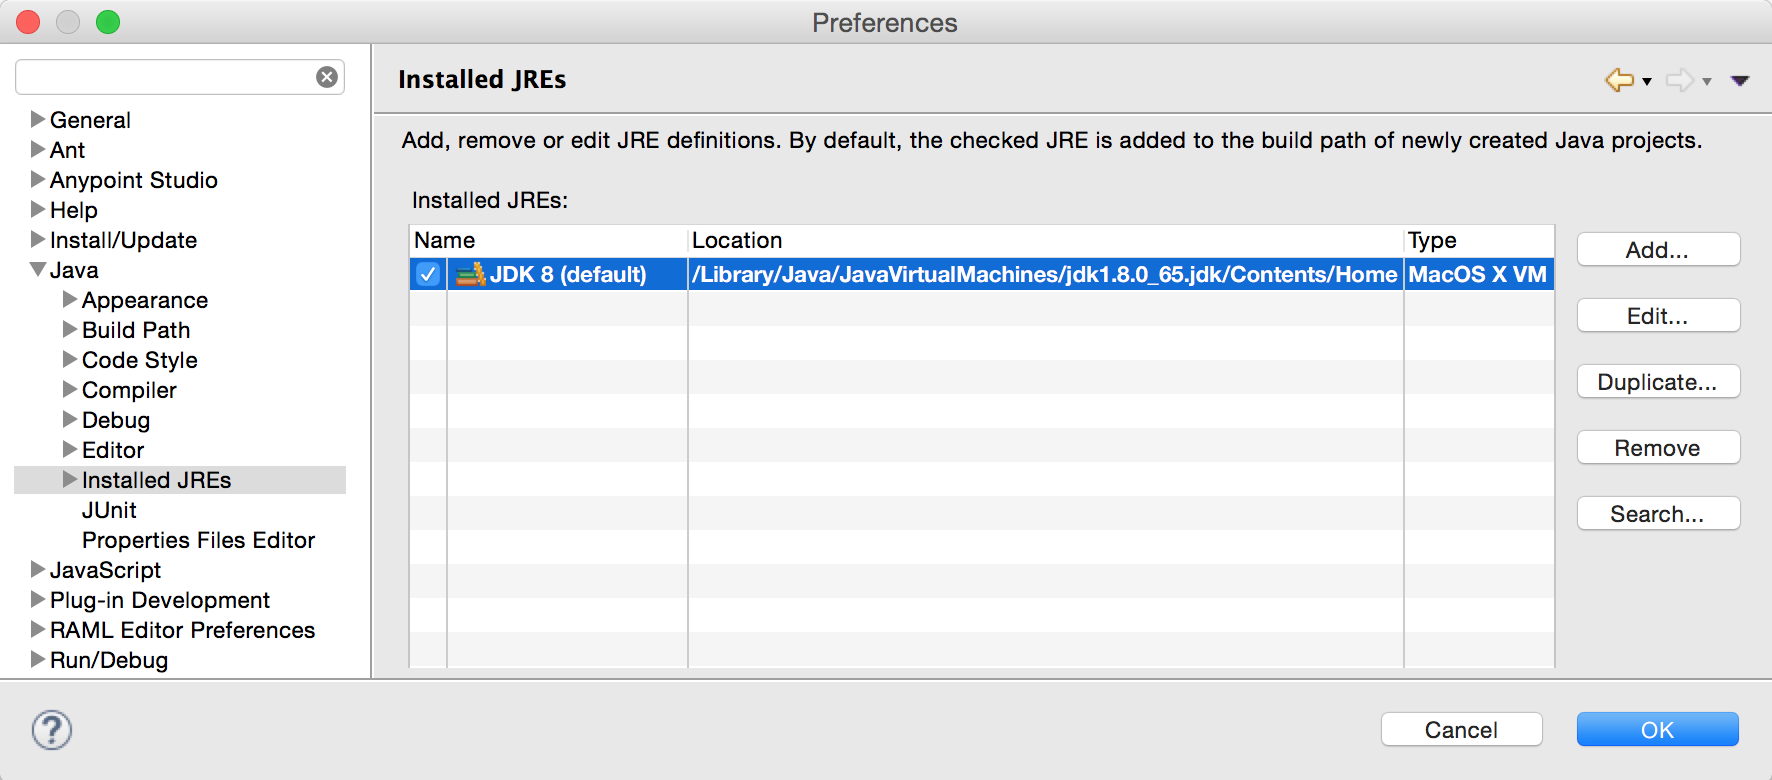 Preferences
General
Ant
Anypoint Studio
Help
Install/Update
Java
Appearance
Build Path
Code Style
Compiler
Debug
Editor
Installed JREs
JUnit
Properties Files Editor
JavaScript
Plug-in Development
RAML Editor Preferences
Run/Debug
Installed JREs
Add, remove or edit JRE definitions. By default, the checked JRE is added to the build path of newly created Java projects.
Installed JREs:
Name Location Type
JDK 8 (default) /Library/Java/JavaVirtualMachines/jdk1.8.0_65.jdk/Contents/Home MacOS X VM
Add...
Edit...
Duplicate...
Remove
Search...
?
Cancel OK